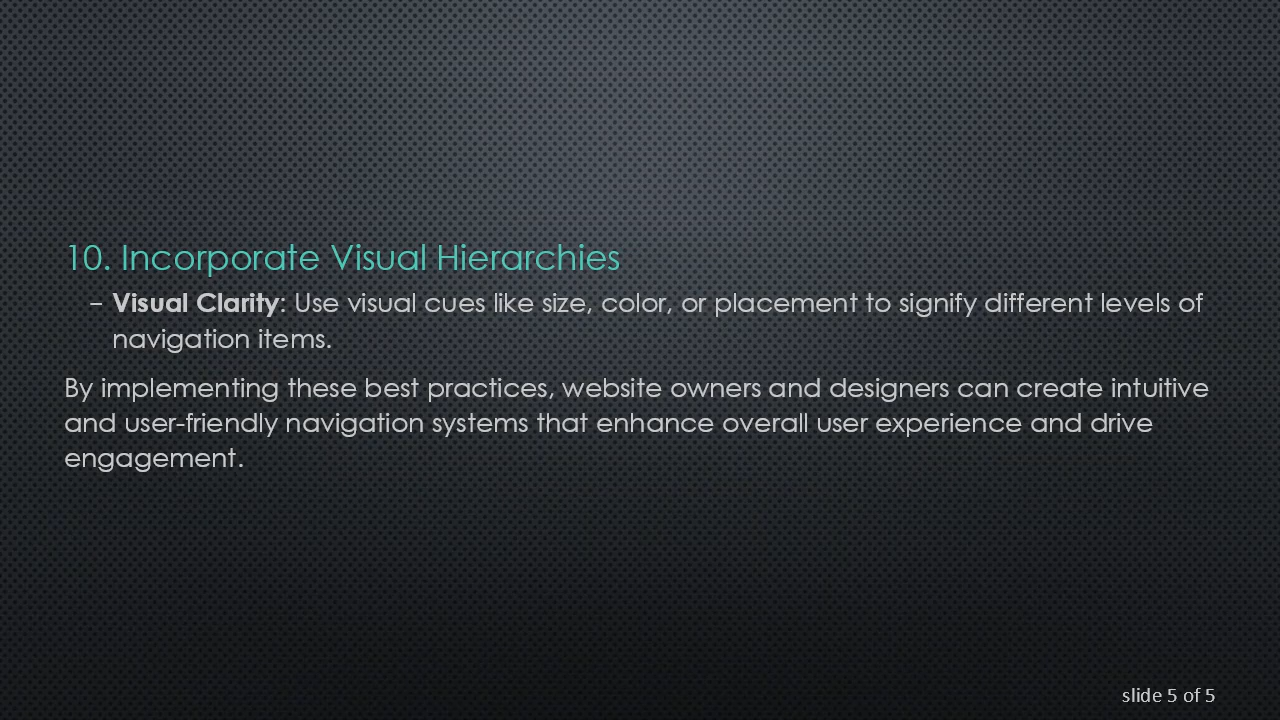 10. Incorporate Visual Hierarchies
– Visual Clarity: Use visual cues like size, color, or placement to signify different levels of
navigation items.
By implementing these best practices, website owners and designers can create intuitive
and user-friendly navigation systems that enhance overall user experience and drive
engagement.
slide 5 of 5